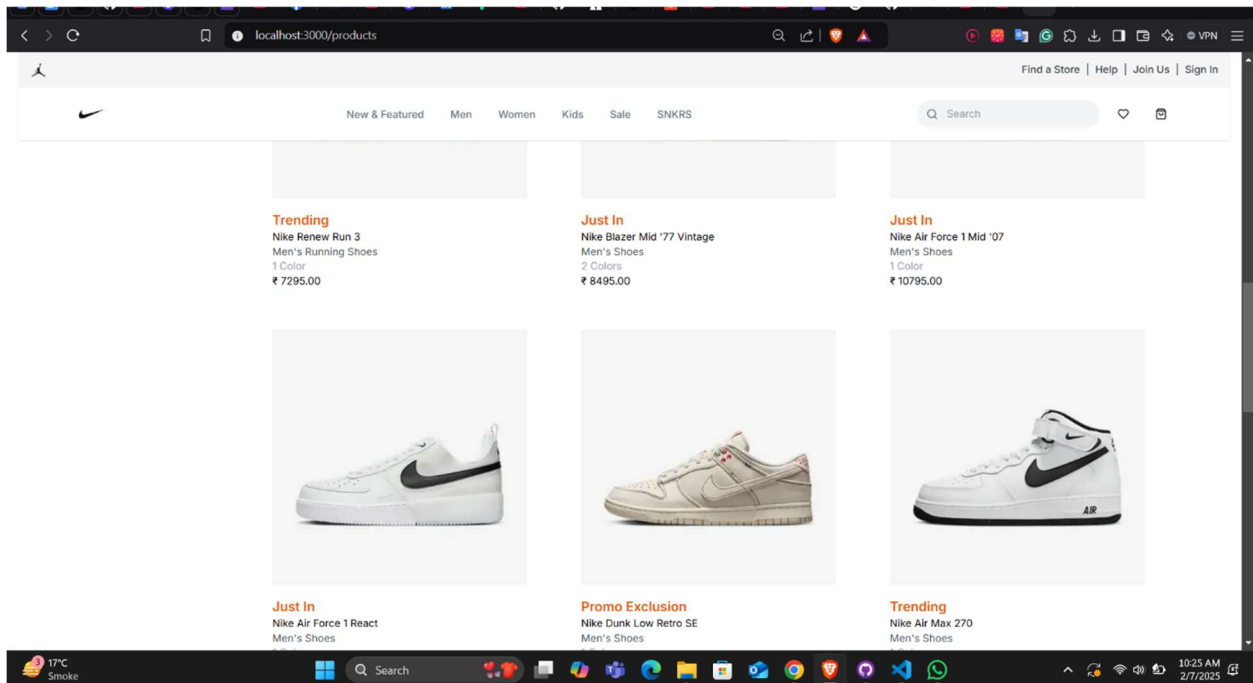 localhost:3000/products
VPN
Find a Store | Help | Join Us | Sign In
New & Featured Men Women Kids Sale SNKRS
Search
Trending
Nike Renew Run 3
Men's Running Shoes
1 Color
₹ 7295.00
Just In
Nike Blazer Mid '77 Vintage
Men's Shoes
2 Colors
₹ 8495.00
Just In
Nike Air Force 1 Mid '07
Men's Shoes
1 Color
₹ 10795.00
AIR
Just In
Nike Air Force 1 React
Men's Shoes
Promo Exclusion
Nike Dunk Low Retro SE
Men's Shoes
Trending
Nike Air Max 270
Men's Shoes
3
17°C
Smoke
Search
10:25 AM
2/7/2025